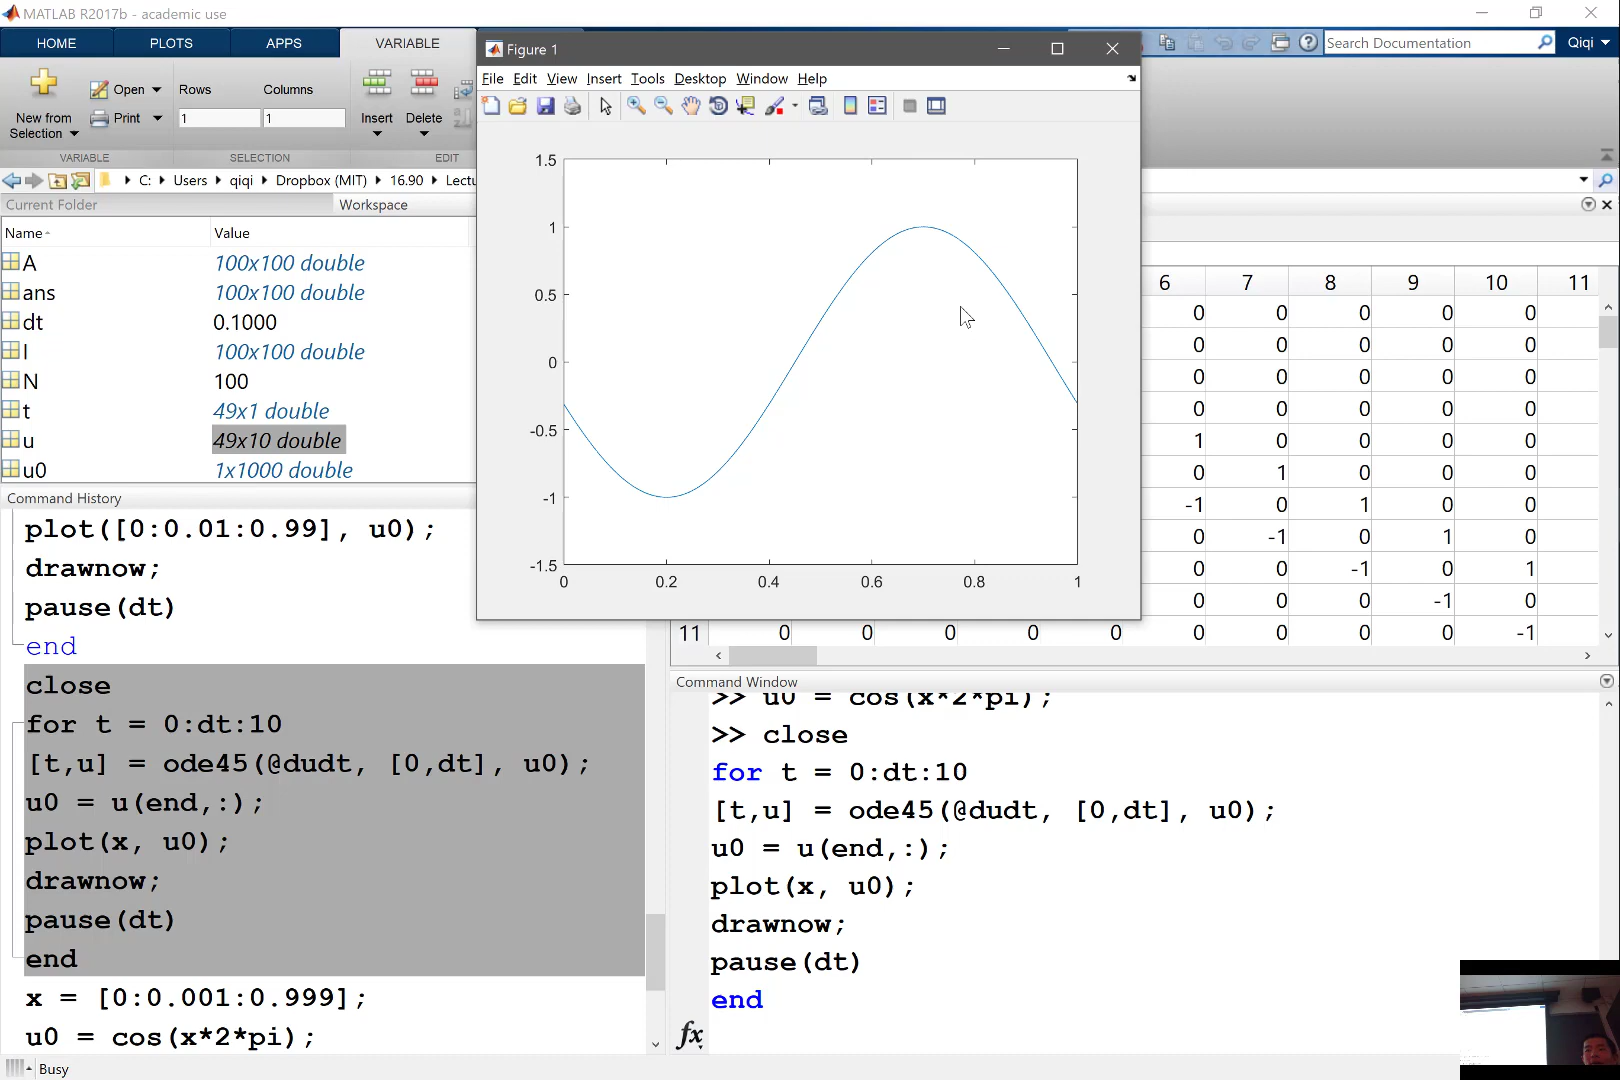 MATLAB R2017b - academic use
HOME PLOTS APPS VARIABLE
Search Documentation
Qiqi
New from
Selection
Open
Print
Rows
Columns
1
1
Insert
Delete
VARIABLE SELECTION EDIT
C: Users qiqi Dropbox (MIT) 16.90 Lectu
Current Folder
Workspace
Name Value
A 100x100 double
ans 100x100 double
dt 0.1000
I 100x100 double
N 100
t 49x1 double
u 49x10 double
u0 1x1000 double
Command History
plot([0:0.01:0.99], u0);
drawnow;
pause(dt)
end
close
for t = 0:dt:10
[t,u] = ode45(@dudt, [0,dt], u0);
u0 = u(end,:);
plot(x, u0);
drawnow;
pause(dt)
end
x = [0:0.001:0.999];
u0 = cos(x*2*pi);
Busy
Figure 1
File Edit View Insert Tools Desktop Window Help
1.5
1
0.5
0
-0.5
-1
-1.5
0 0.2 0.4 0.6 0.8 1
6 7 8 9 10 11
0 0 0 0 0
0 0 0 0 0
0 0 0 0 0
0 0 0 0 0
1 0 0 0 0
0 1 0 0 0
-1 0 1 0 0
0 -1 0 1 0
0 0 -1 0 1
0 0 0 -1 0
11 0 0 0 0 0 0 0 0 0 -1
Command Window
>> u0 = cos(x*2*pi);
>> close
for t = 0:dt:10
[t,u] = ode45(@dudt, [0,dt], u0);
u0 = u(end,:);
plot(x, u0);
drawnow;
pause(dt)
end
fx